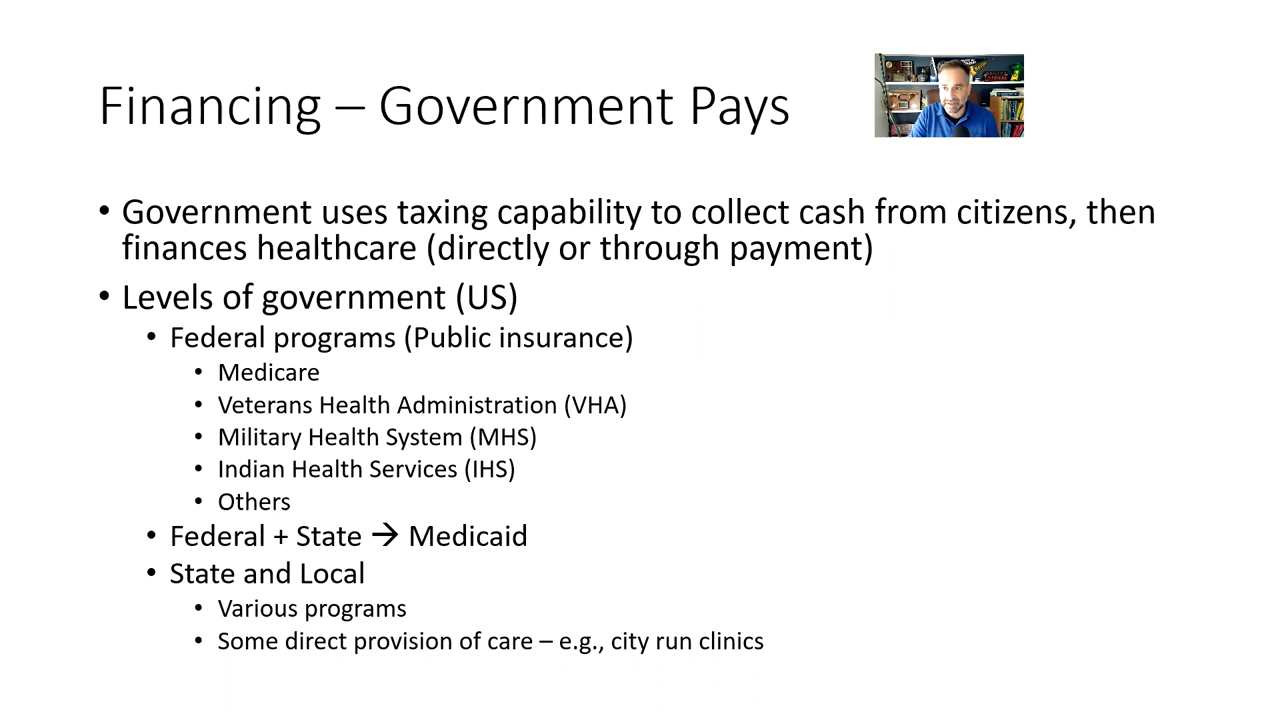 Financing – Government Pays
• Government uses taxing capability to collect cash from citizens, then
finances healthcare (directly or through payment)
• Levels of government (US)
• Federal programs (Public insurance)
• Medicare
• Veterans Health Administration (VHA)
• Military Health System (MHS)
• Indian Health Services (IHS)
• Others
• Federal + State → Medicaid
• State and Local
• Various programs
• Some direct provision of care – e.g., city run clinics